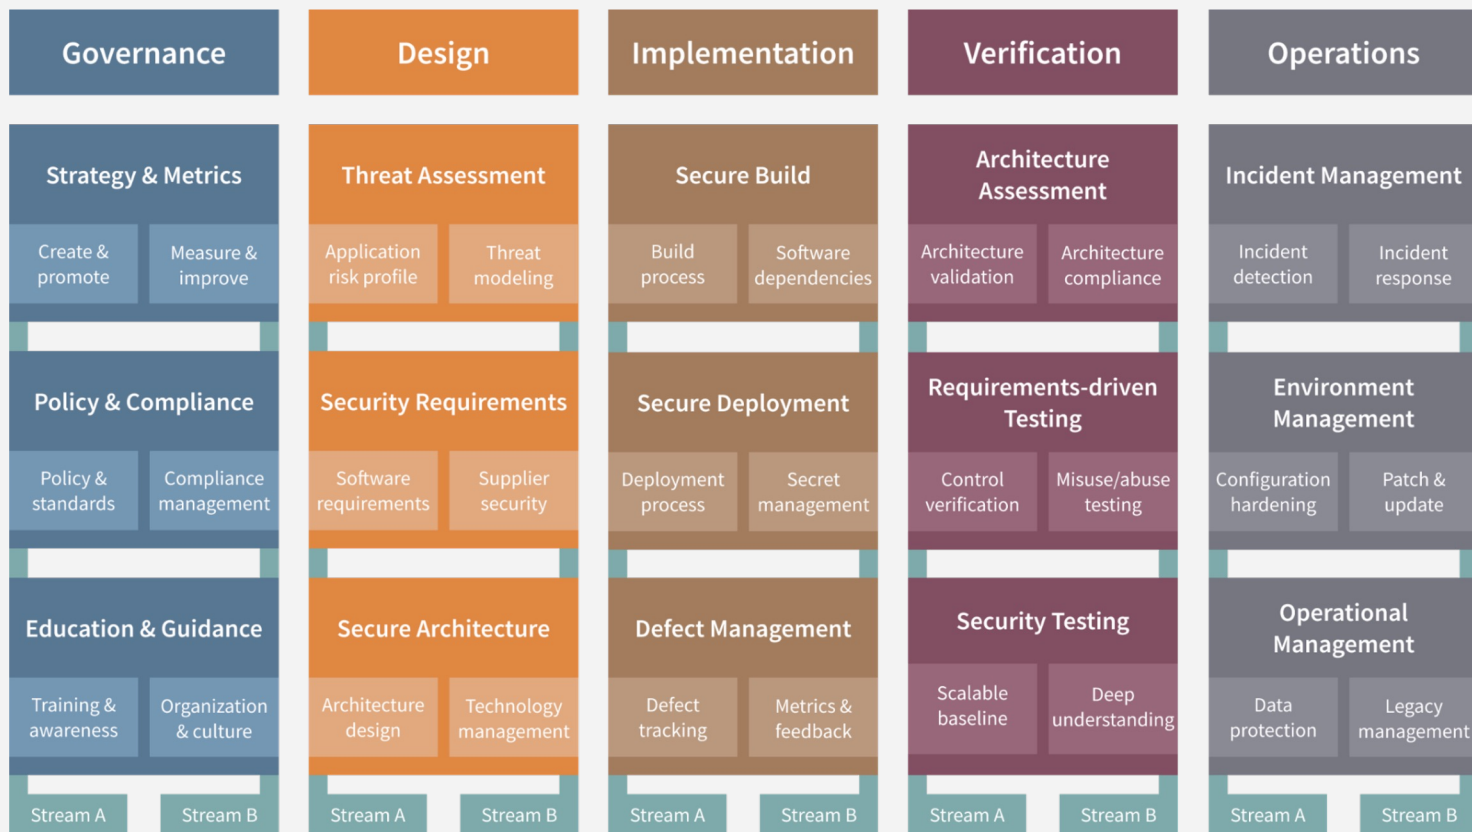 Governance
Design
Implementation
Verification
Operations
Strategy & Metrics
Create &
promote
Measure &
improve
Threat Assessment
Application
risk profile
Threat
modeling
Secure Build
Build
process
Software
dependencies
Architecture
Assessment
Architecture
validation
Architecture
compliance
Incident Management
Incident
detection
Incident
response
Policy & Compliance
Policy &
standards
Compliance
management
Security Requirements
Software
requirements
Supplier
security
Secure Deployment
Deployment
process
Secret
management
Requirements-driven
Testing
Control
verification
Misuse/abuse
testing
Environment
Management
Configuration
hardening
Patch &
update
Education & Guidance
Training &
awareness
Organization
& culture
Secure Architecture
Architecture
design
Technology
management
Defect Management
Defect
tracking
Metrics &
feedback
Security Testing
Scalable
baseline
Deep
understanding
Operational
Management
Data
protection
Legacy
management
Stream A
Stream B
Stream A
Stream B
Stream A
Stream B
Stream A
Stream B
Stream A
Stream B